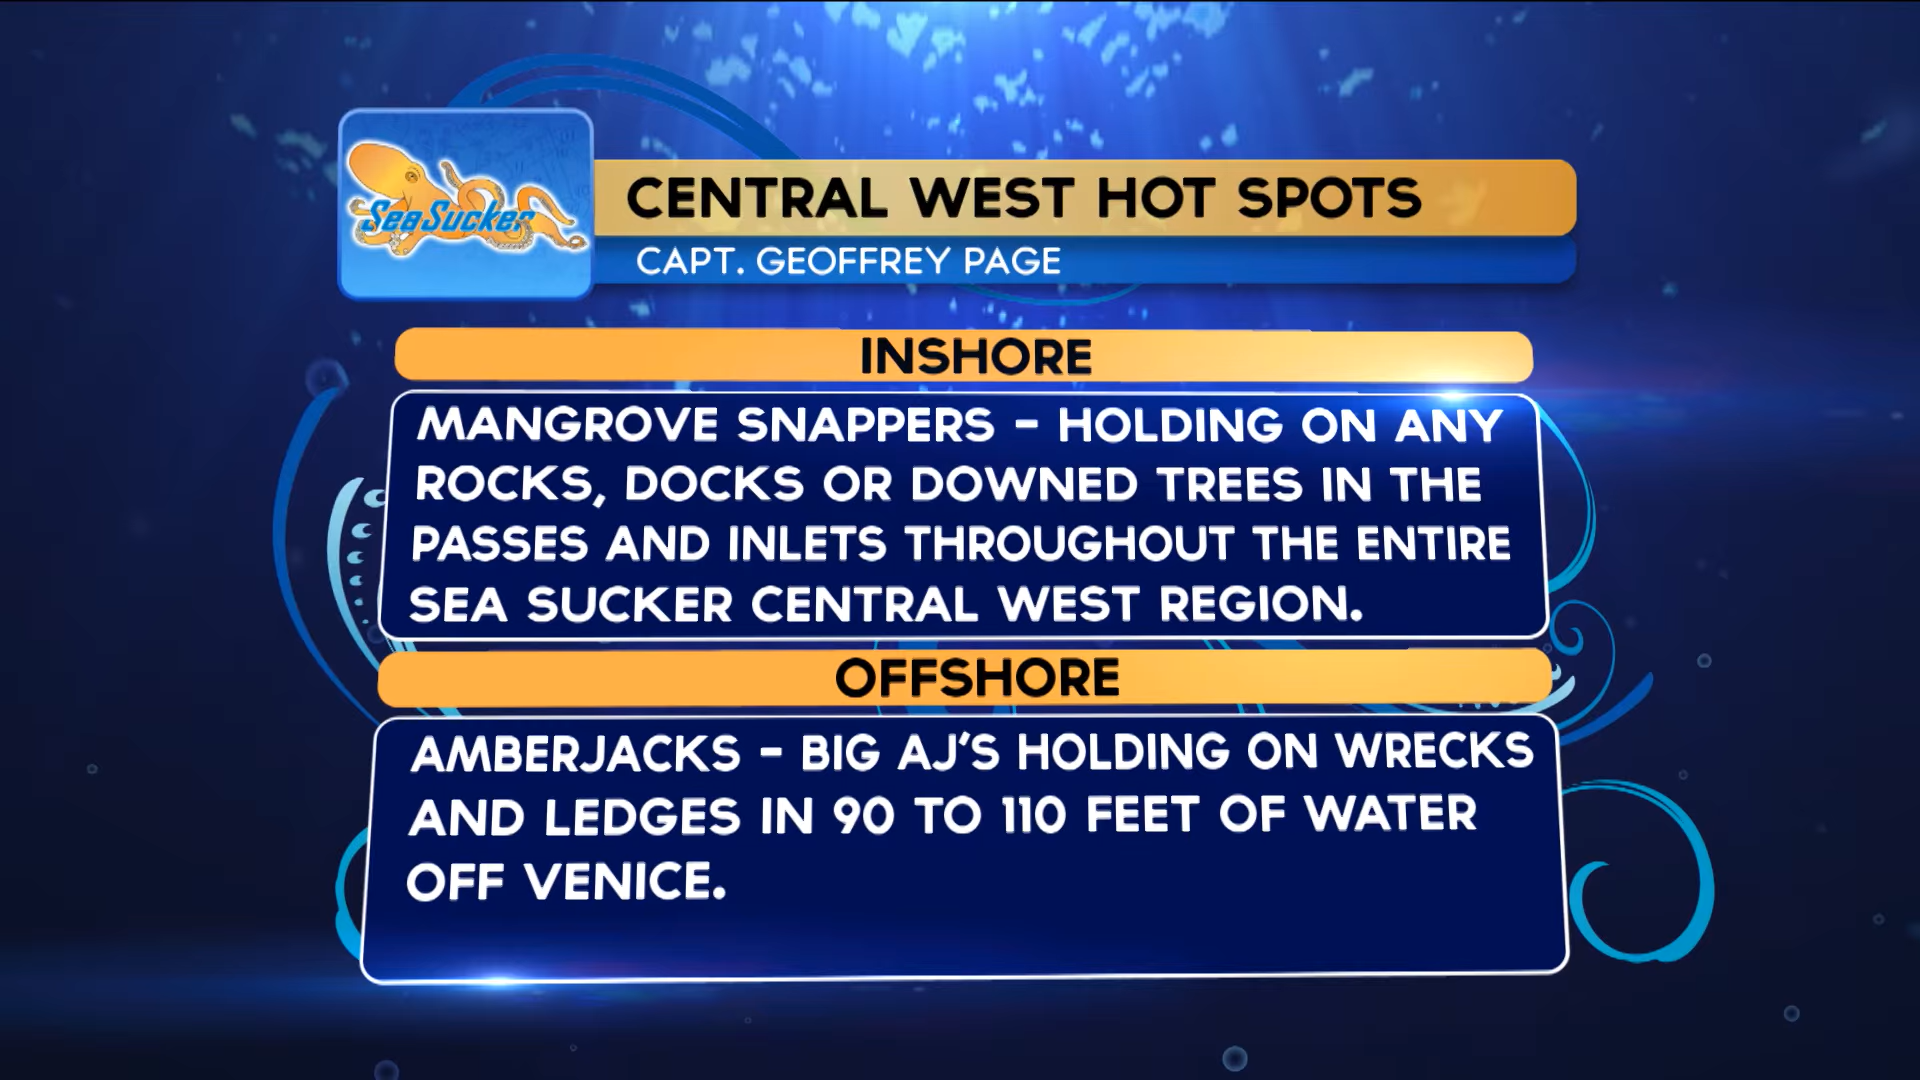 SeaSucker
CENTRAL WEST HOT SPOTS
CAPT. GEOFFREY PAGE
INSHORE
MANGROVE SNAPPERS - HOLDING ON ANY
ROCKS, DOCKS OR DOWNED TREES IN THE
PASSES AND INLETS THROUGHOUT THE ENTIRE
SEA SUCKER CENTRAL WEST REGION.
OFFSHORE
AMBERJACKS - BIG AJ'S HOLDING ON WRECKS
AND LEDGES IN 90 TO 110 FEET OF WATER
OFF VENICE.